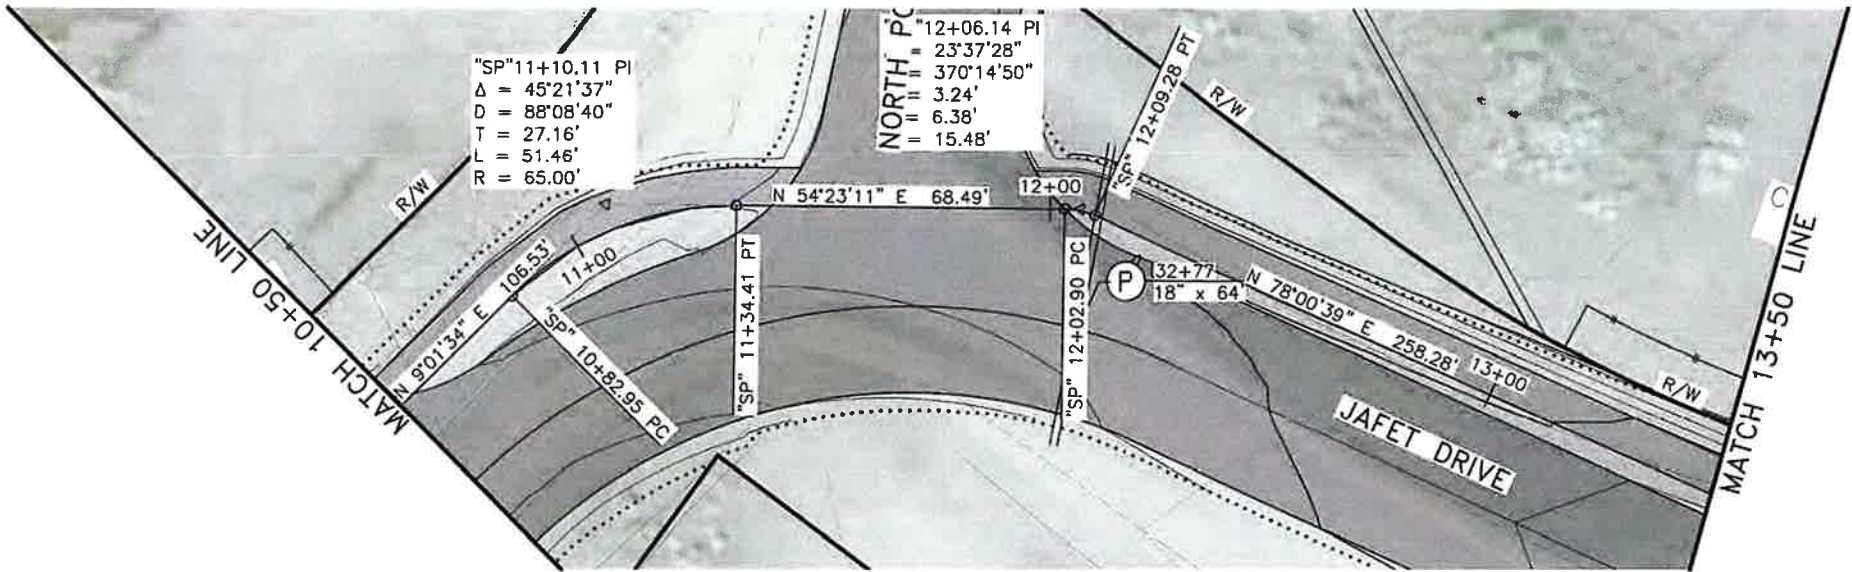 "SP"11+10.11 PI
Δ = 45°21'37"
D = 88°08'40"
T = 27.16'
L = 51.46'
R = 65.00'
NORTH
"12+06.14 PI
= 23°37'28"
= 370°14'50"
= 3.24'
= 6.38'
= 15.48'
"SP" 12+09.28 PT
R/W
R/W
N 54°23'11" E 68.49'
12+00
MATCH 10+50 LINE
N 9°01'34" E 106.53'
11+00
"SP" 10+82.95 PC
"SP" 11+34.41 PT
"SP" 12+02.90 PC
P
32+77
18" x 64'
N 78°00'39" E 258.28'
13+00
R/W
JAFET DRIVE
C
MATCH 13+50 LINE